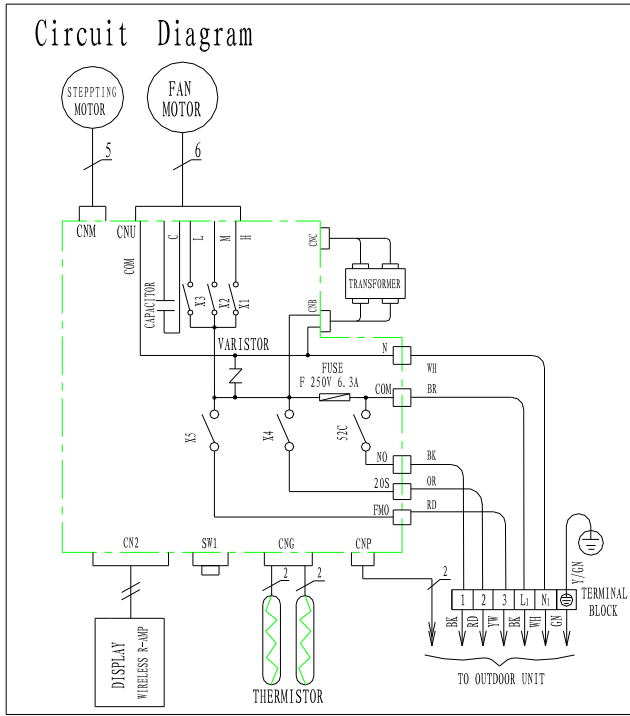 Circuit Diagram
STEPPTING
MOTOR
FAN
MOTOR
5
6
CNM
CNU
COM
CAPACITOR
C
L
M
H
X3
X2
X1
CNC
CNB
TRANSFORMER
VARISTOR
FUSE
F 250V 6.3A
N
WH
COM
BR
X5
X4
52C
NO
BK
20S
OR
FMO
RD
CN2
SW1
CNG
CNP
2
2
2
Y/GN
1
2
3
L1
N1
TERMINAL
BLOCK
BK
RD
YW
BK
WH
GN
DISPLAY
WIRELESS R-AMP
THERMISTOR
TO OUTDOOR UNIT